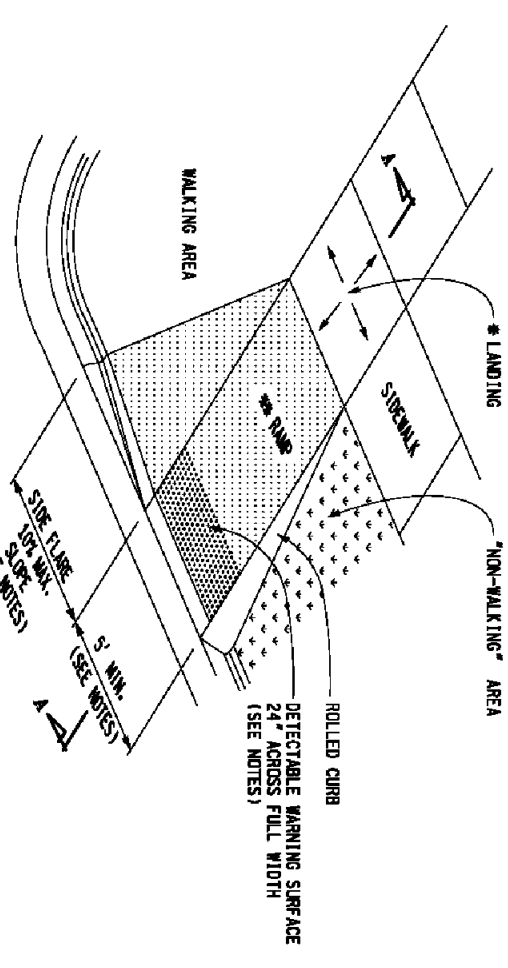 * LANDING
"NON-WALKING" AREA
SIDEWALK
A
WALKING AREA
** RAMP
ROLLED CURB
DETECTABLE WARNING SURFACE
24" ACROSS FULL WIDTH
(SEE NOTES)
SIDE FLARE
10% MAX.
SLOPE
NOTES)
5' MIN.
(SEE NOTES)
A